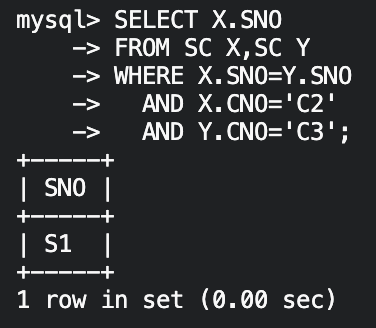 mysql> SELECT X.SNO
    -> FROM SC X,SC Y
    -> WHERE X.SNO=Y.SNO
    ->   AND X.CNO='C2'
    ->   AND Y.CNO='C3';
+-----+
| SNO |
+-----+
| S1  |
+-----+
1 row in set (0.00 sec)